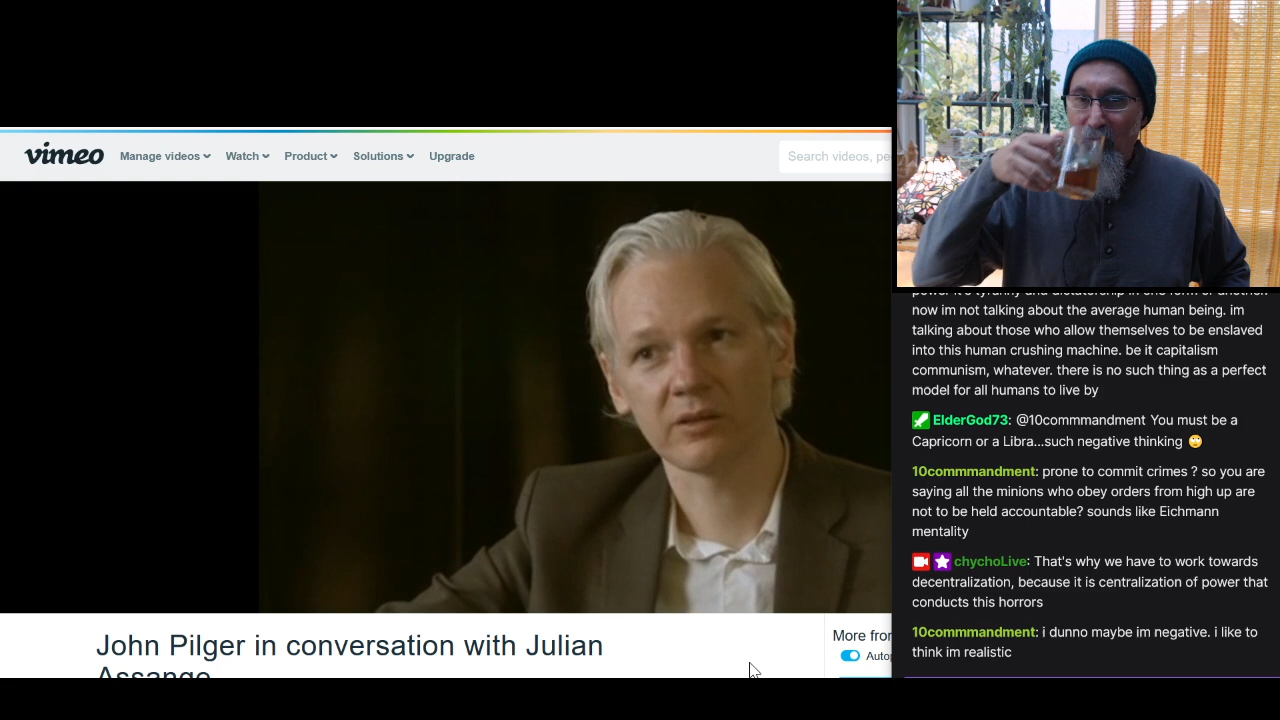 vimeo
Manage videos
Watch
Product
Solutions
Upgrade
Search videos, pe
John Pilger in conversation with Julian
Assange
More from
Autop
now im not talking about the average human being. im
talking about those who allow themselves to be enslaved
into this human crushing machine. be it capitalism
communism, whatever. there is no such thing as a perfect
model for all humans to live by
ElderGod73: @10commmandment You must be a
Capricorn or a Libra...such negative thinking 🙄
10commmandment: prone to commit crimes ? so you are
saying all the minions who obey orders from high up are
not to be held accountable? sounds like Eichmann
mentality
chychoLive: That's why we have to work towards
decentralization, because it is centralization of power that
conducts this horrors
10commmandment: i dunno maybe im negative. i like to
think im realistic